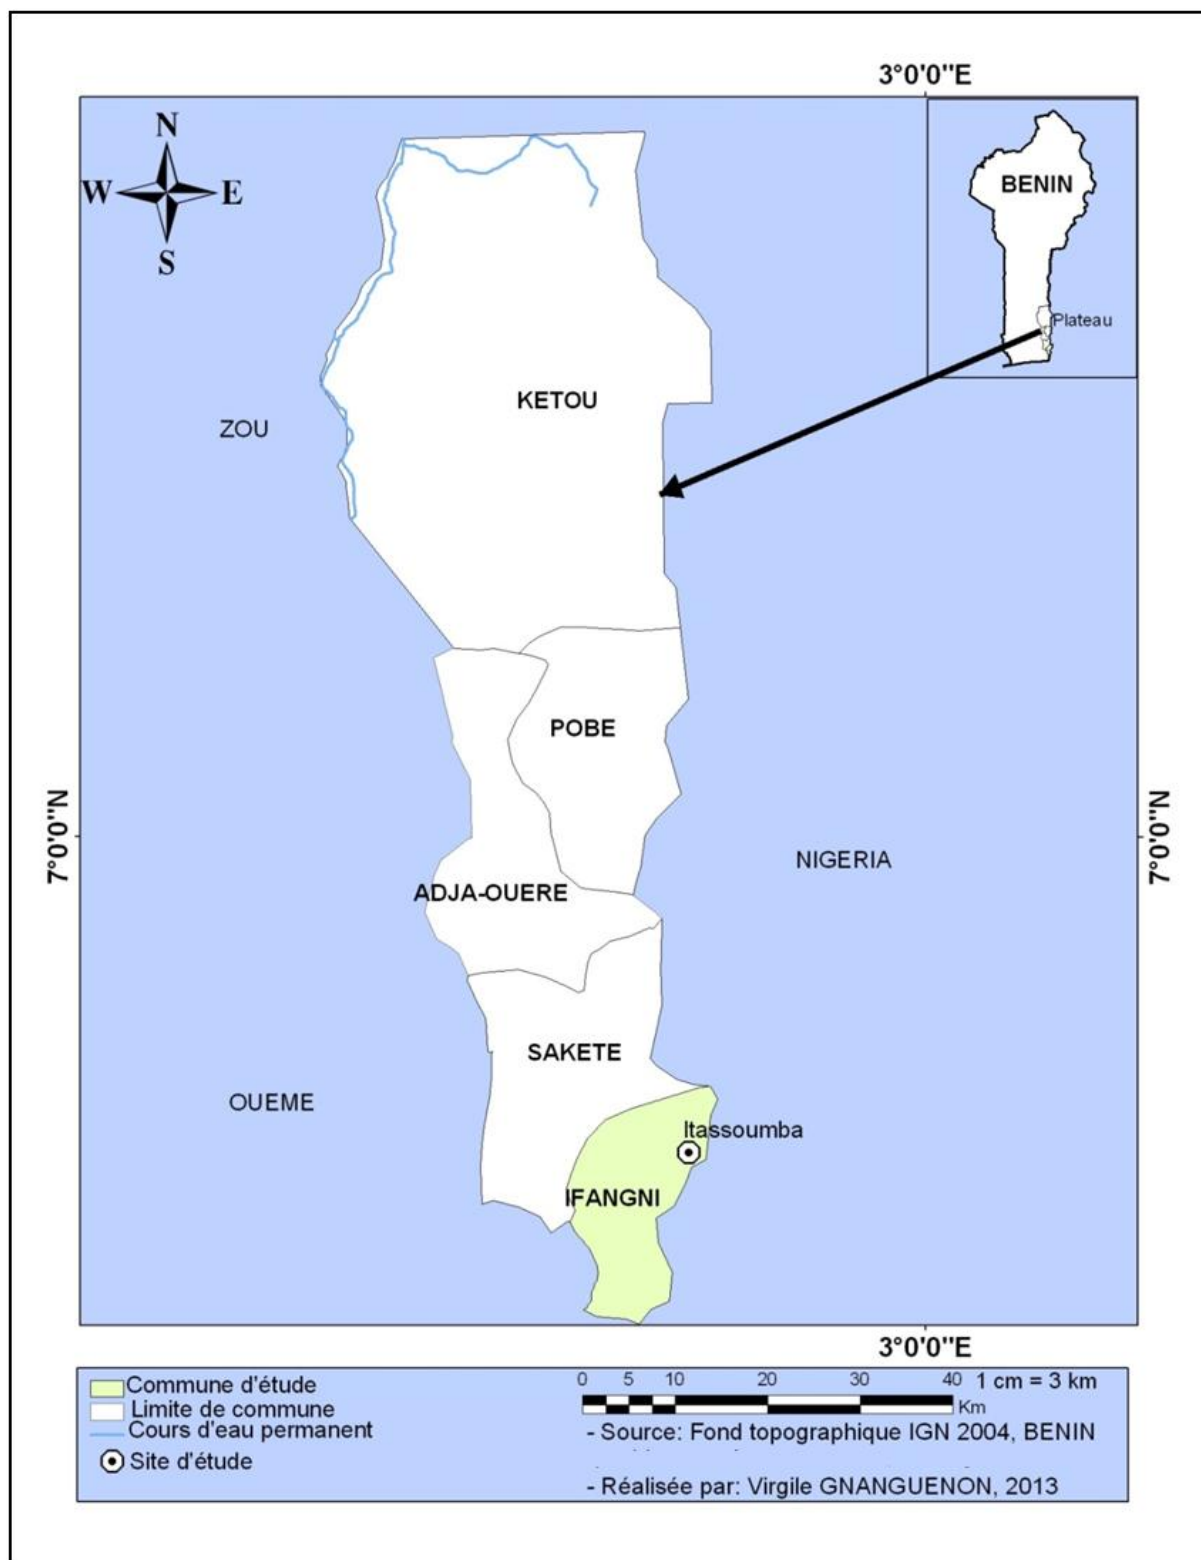 3°0'0"E
N
W
E
S
BENIN
Plateau
KETOU
ZOU
POBE
7°0'0"N
7°0'0"N
NIGERIA
ADJA-OUERE
SAKETE
OUEME
Itassoumba
IFANGNI
3°0'0"E
Commune d'étude
Limite de commune
Cours d'eau permanent
Site d'étude
0 5 10 20 30 40 1 cm = 3 km
Km
- Source: Fond topographique IGN 2004, BENIN
- Réalisée par: Virgile GNANGUENON, 2013